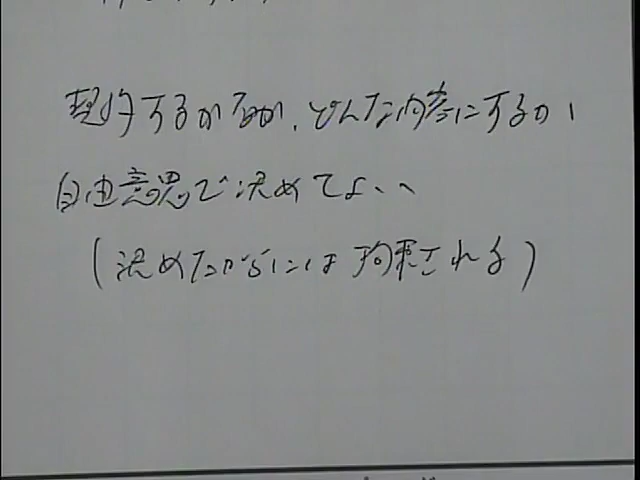 契約するかるか、どんな内容にするか
自由意思で決めてよい
(決めたからには拘束される)